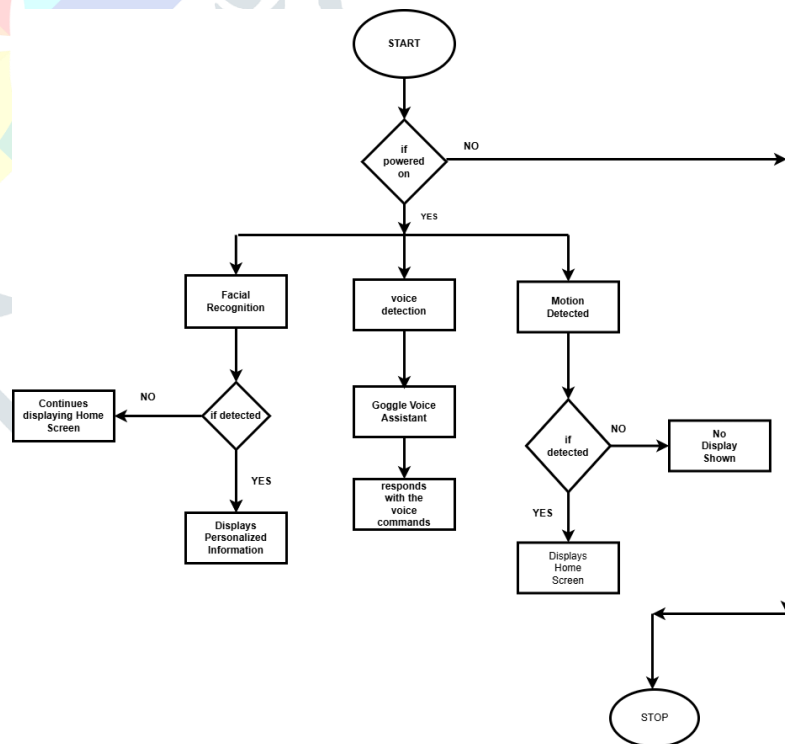 START
if
powered
on
NO
YES
Facial
Recognition
voice
detection
Motion
Detected
if detected
NO
Continues
displaying Home
Screen
YES
Displays
Personalized
Information
Goggle Voice
Assistant
responds
with the
voice
commands
if
detected
NO
No
Display
Shown
YES
Displays
Home
Screen
STOP